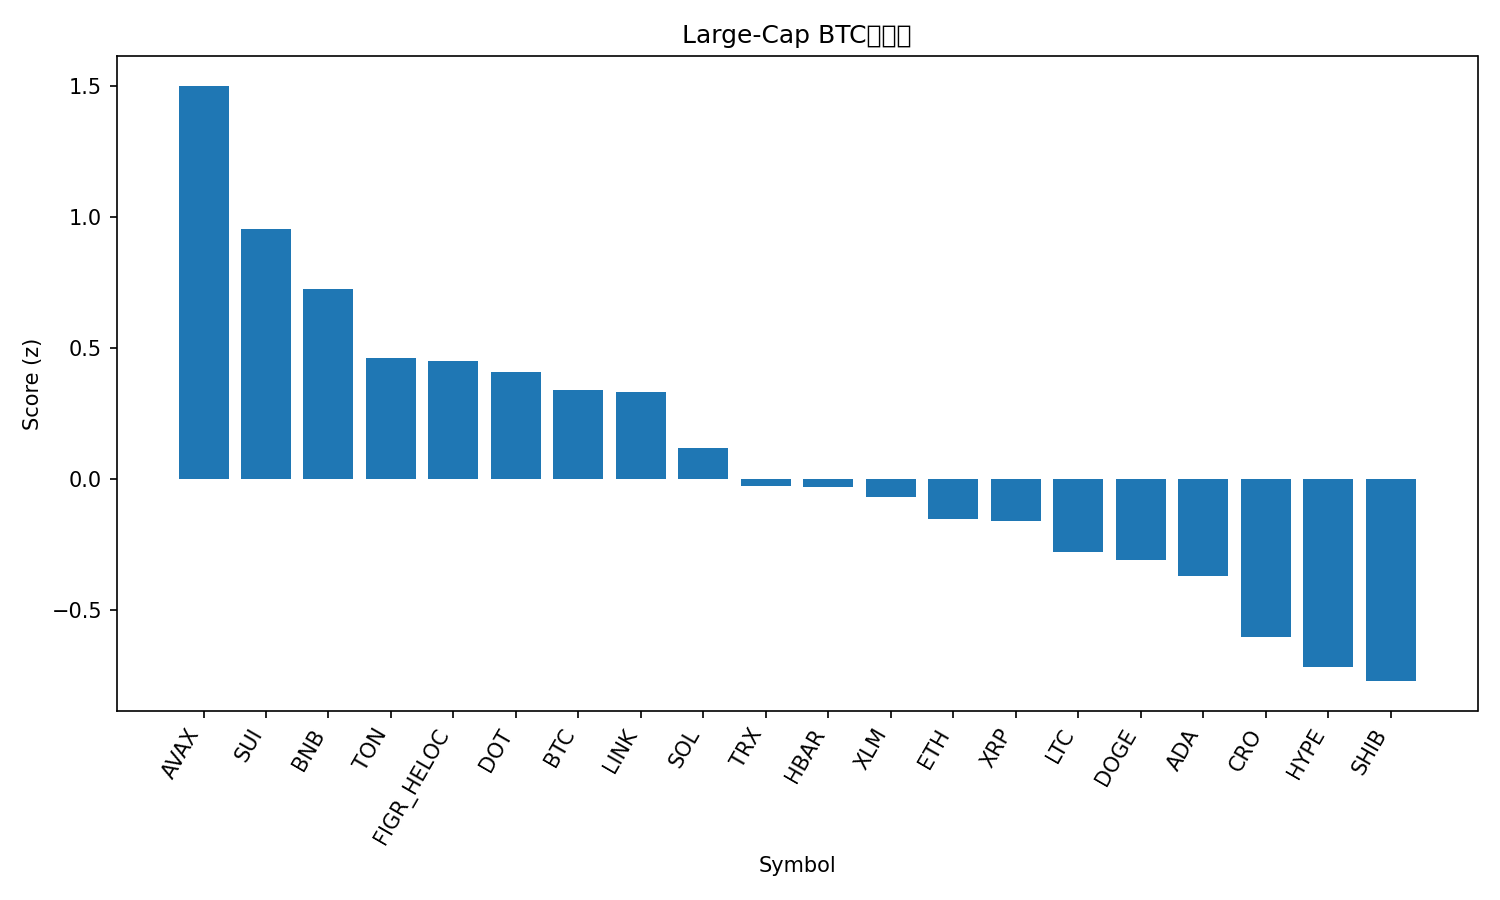 Large-Cap BTC
Score (z)
1.5
1.0
0.5
0.0
−0.5
AVAX
SUI
BNB
TON
FIGR_HELOC
DOT
BTC
LINK
SOL
TRX
HBAR
XLM
ETH
XRP
LTC
DOGE
ADA
CRO
HYPE
SHIB
Symbol